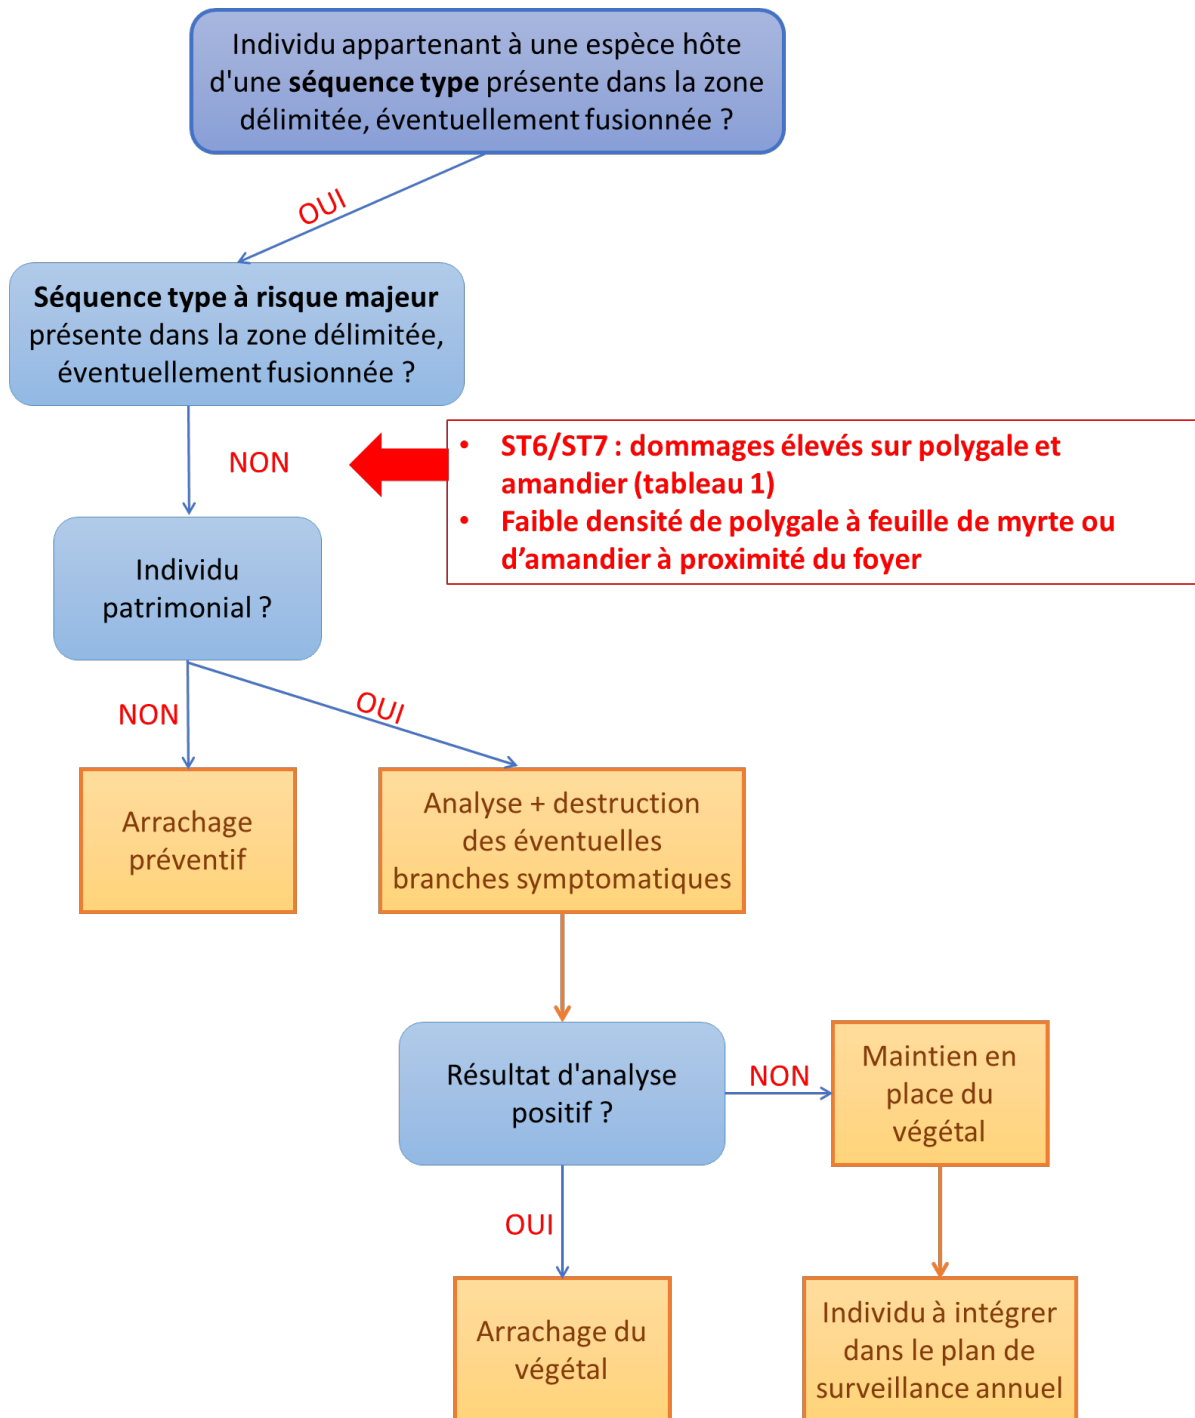 Individu appartenant à une espèce hôte
d'une séquence type présente dans la zone
délimitée, éventuellement fusionnée ?
OUI
Séquence type à risque majeur
présente dans la zone délimitée,
éventuellement fusionnée ?
NON
• ST6/ST7 : dommages élevés sur polygale et
amandier (tableau 1)
• Faible densité de polygale à feuille de myrte ou
d’amandier à proximité du foyer
Individu
patrimonial ?
NON
OUI
Arrachage
préventif
Analyse + destruction
des éventuelles
branches symptomatiques
Résultat d'analyse
positif ?
NON
Maintien en
place du
végétal
OUI
Arrachage du
végétal
Individu à intégrer
dans le plan de
surveillance annuel